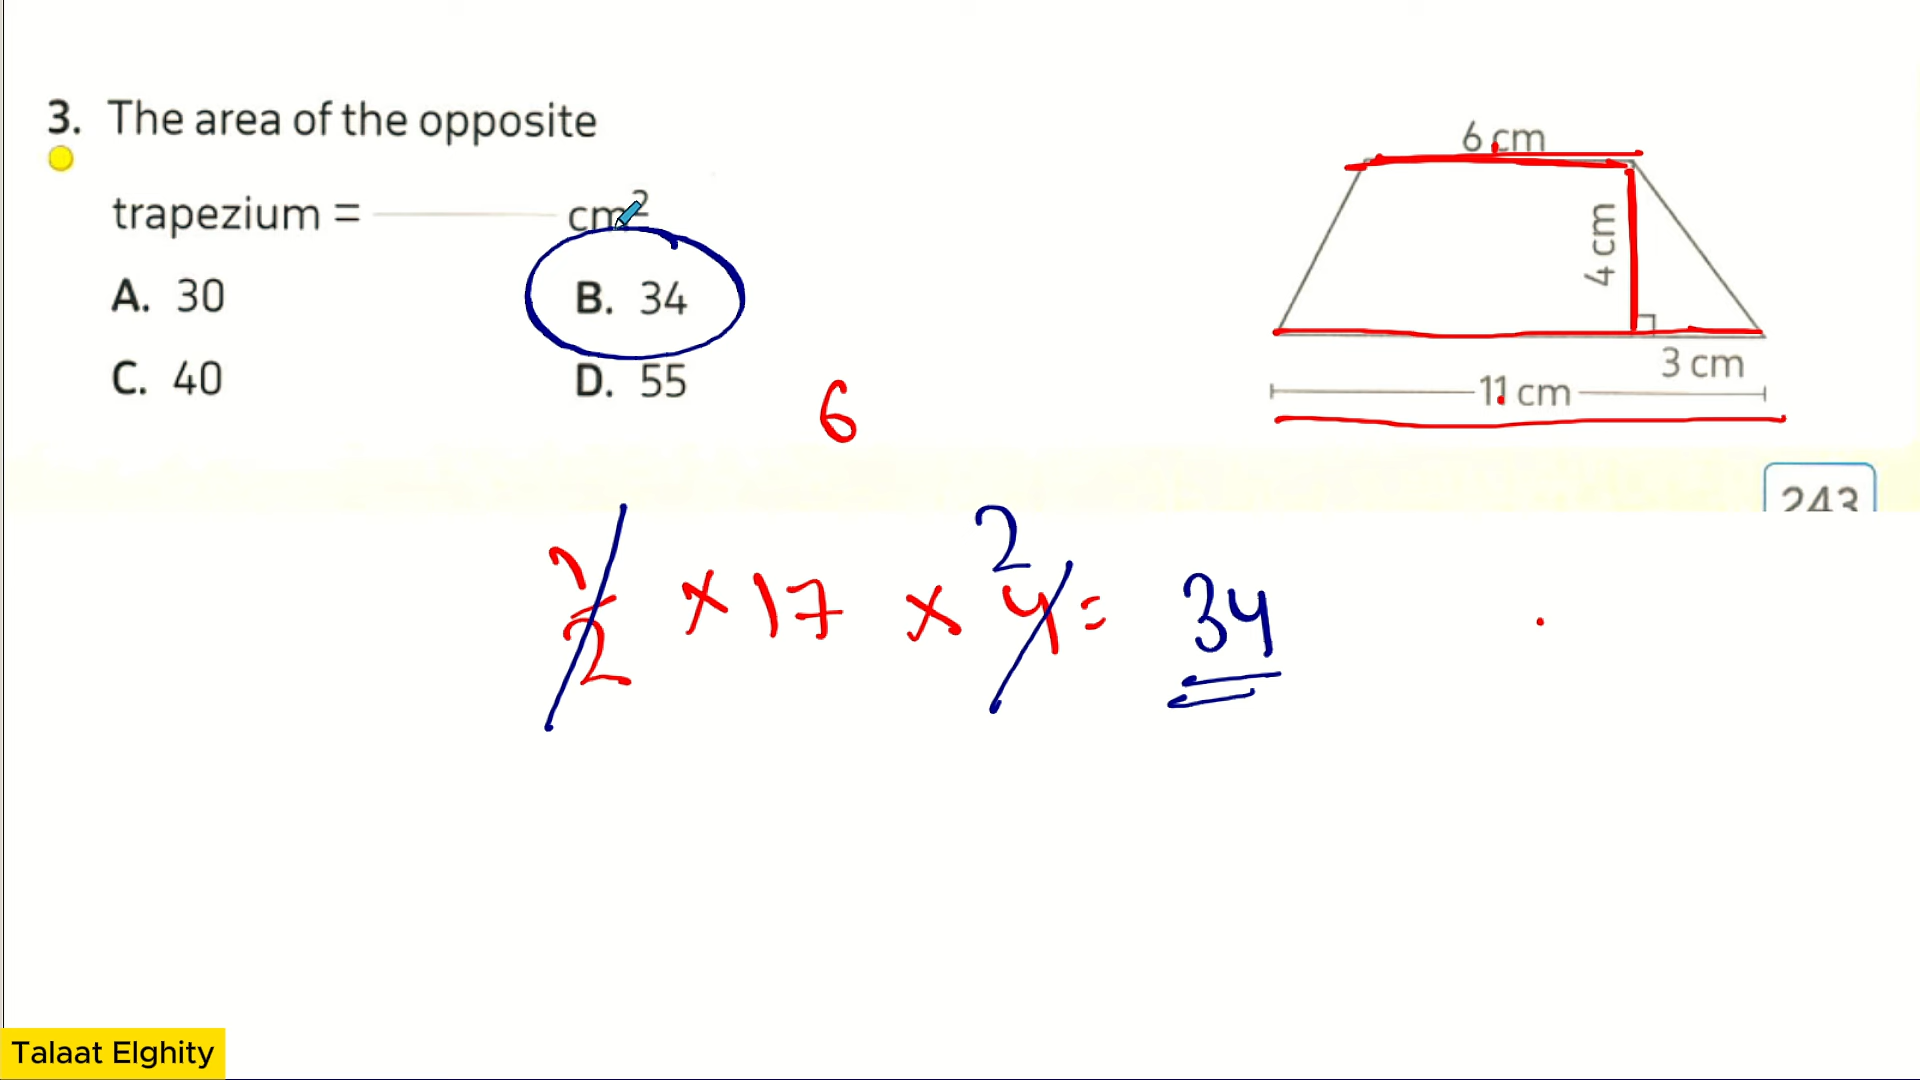 3. The area of the opposite
trapezium = cm²
A. 30
B. 34
C. 40
D. 55
6 cm
4 cm
3 cm
11 cm
243
6
1/2 × 17 × 4 = 34
2
Talaat Elghity